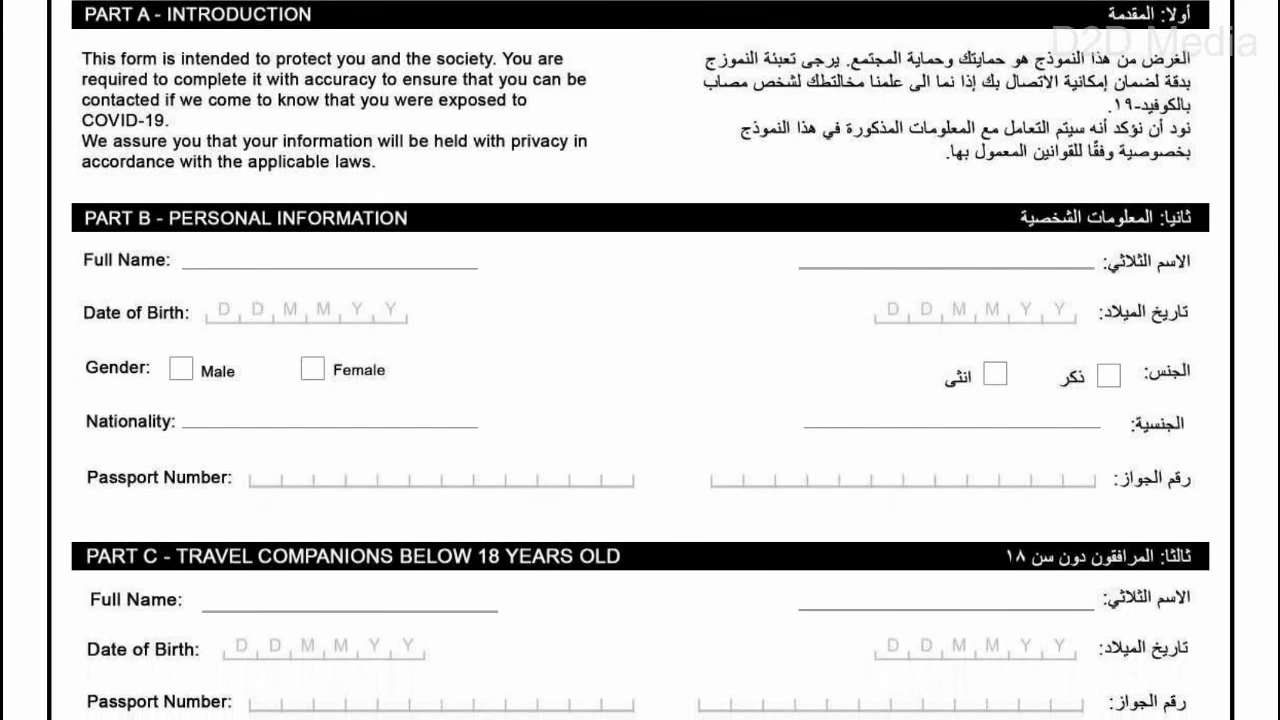 PART A - INTRODUCTION
أولا: المقدمة
D2D Media
This form is intended to protect you and the society. You are
required to complete it with accuracy to ensure that you can be
contacted if we come to know that you were exposed to
COVID-19.
We assure you that your information will be held with privacy in
accordance with the applicable laws.
الغرض من هذا النموذج هو حمايتك وحماية المجتمع. يرجى تعبئة النموزج
بدقة لضمان إمكانية الاتصال بك إذا نما الى علمنا مخالتطك لشخص مصاب
بالكوفيد-١٩.
نود أن نؤكد أنه سيتم التعامل مع المعلومات المذكورة في هذا النموذج
بخصوصية وفقًا للقوانين المعمول بها.
PART B - PERSONAL INFORMATION
ثانيا: المعلومات الشخصية
Full Name:
الاسم الثلاثي:
Date of Birth: D D M M Y Y
D D M M Y Y تاريخ الميلاد:
Gender: Male Female
الجنس: ذكر انثى
Nationality:
الجنسية:
Passport Number:
رقم الجواز:
PART C - TRAVEL COMPANIONS BELOW 18 YEARS OLD
ثالثا: المرافقون دون سن ١٨
Full Name:
الاسم الثلاثي:
Date of Birth: D D M M Y Y
D D M M Y Y تاريخ الميلاد:
Passport Number:
رقم الجواز: